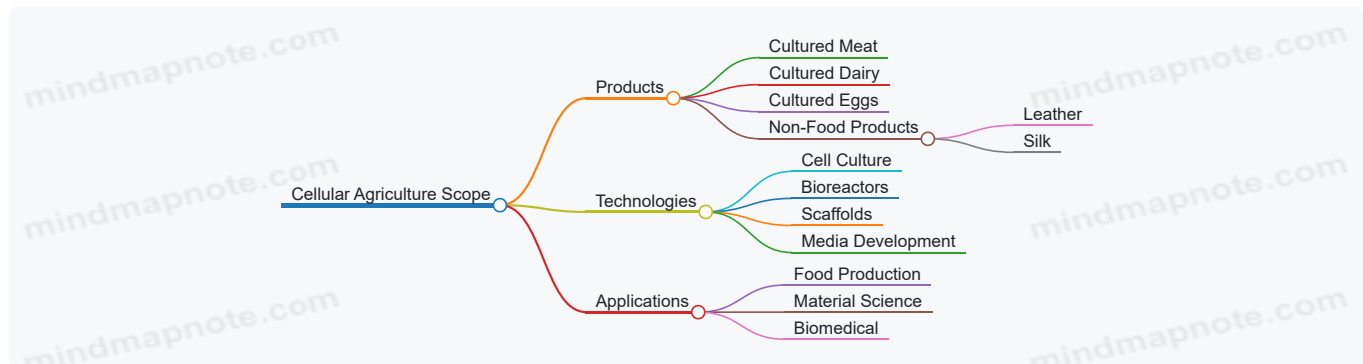 Cellular Agriculture Scope
Products
Cultured Meat
Cultured Dairy
Cultured Eggs
Non-Food Products
Leather
Silk
Technologies
Cell Culture
Bioreactors
Scaffolds
Media Development
Applications
Food Production
Material Science
Biomedical
mindmapnote.com
mindmapnote.com
mindmapnote.com
mindmapnote.com
mindmapnote.com
mindmapnote.com